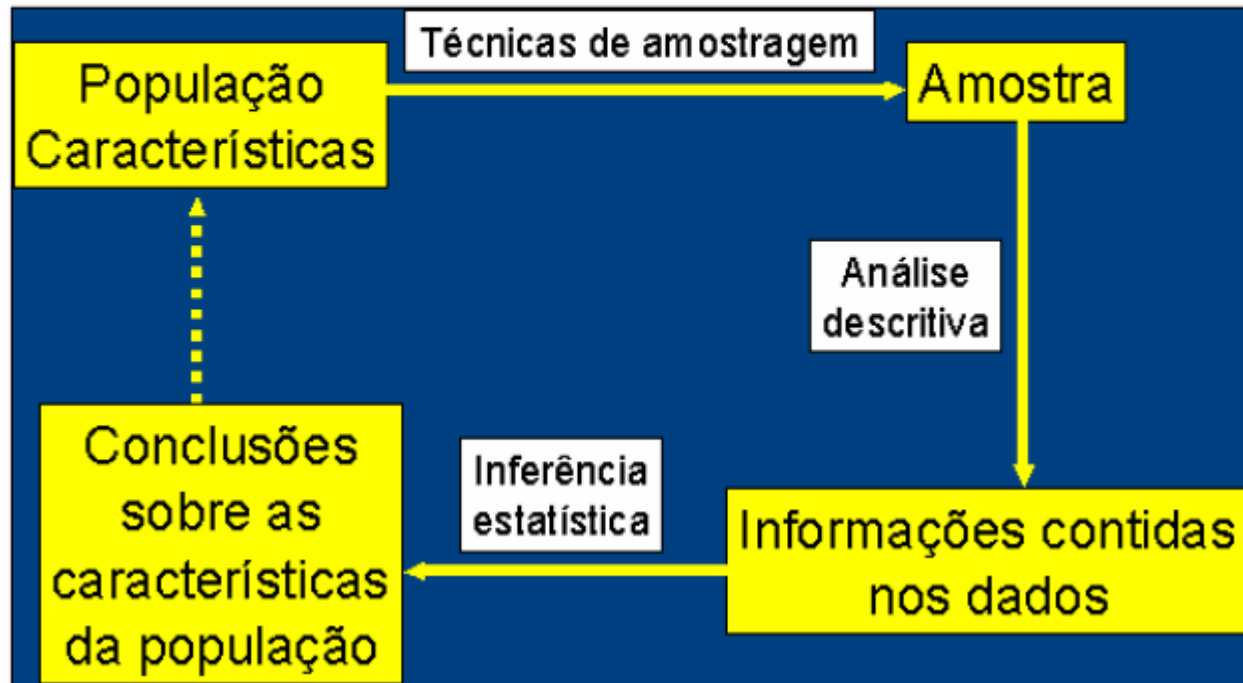 Técnicas de amostragem
População
Características
Amostra
Análise
descritiva
Informações contidas
nos dados
Inferência
estatística
Conclusões
sobre as
características
da população